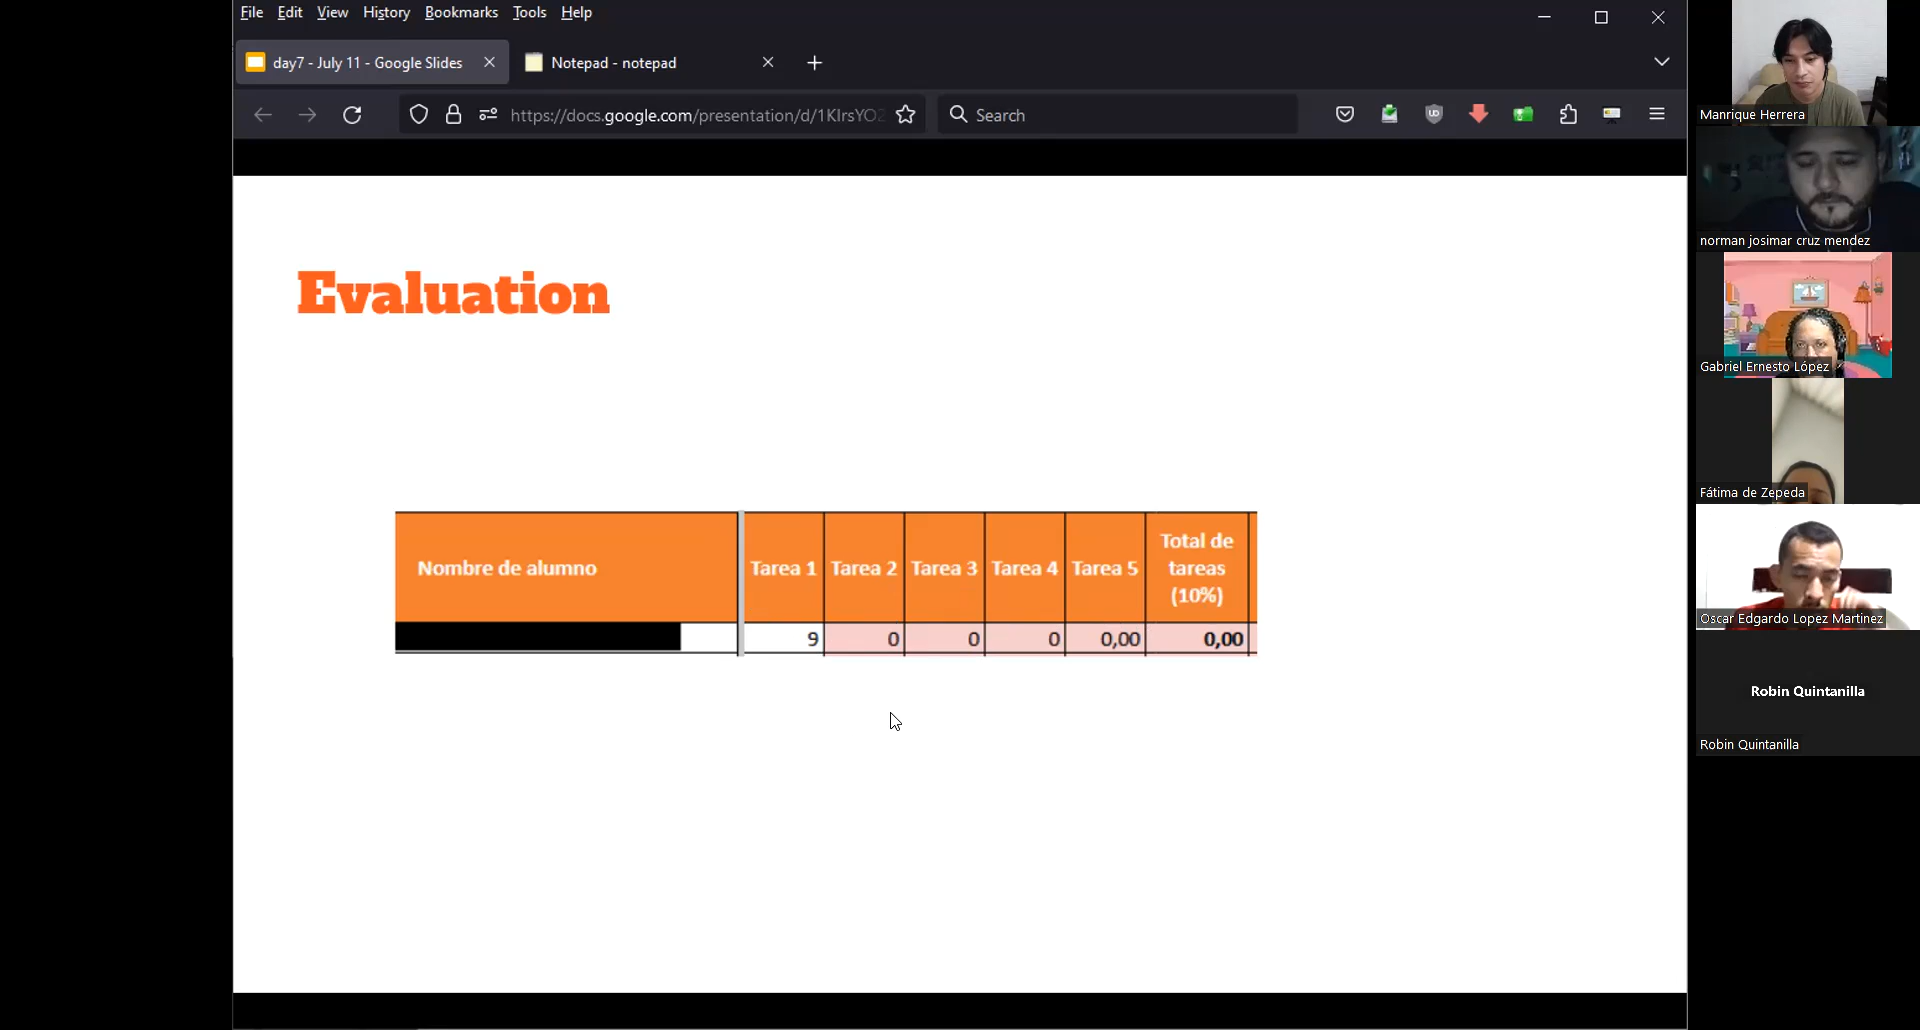 File Edit View History Bookmarks Tools Help
day7 - July 11 - Google Slides
Notepad - notepad
https://docs.google.com/presentation/d/1KIrsYO2
Search
Evaluation
Nombre de alumno
Tarea 1
Tarea 2
Tarea 3
Tarea 4
Tarea 5
Total de
tareas
(10%)
9
0
0
0
0,00
0,00
Manrique Herrera
norman josimar cruz mendez
Gabriel Ernesto López
Fátima de Zepeda
Oscar Edgardo Lopez Martinez
Robin Quintanilla
Robin Quintanilla